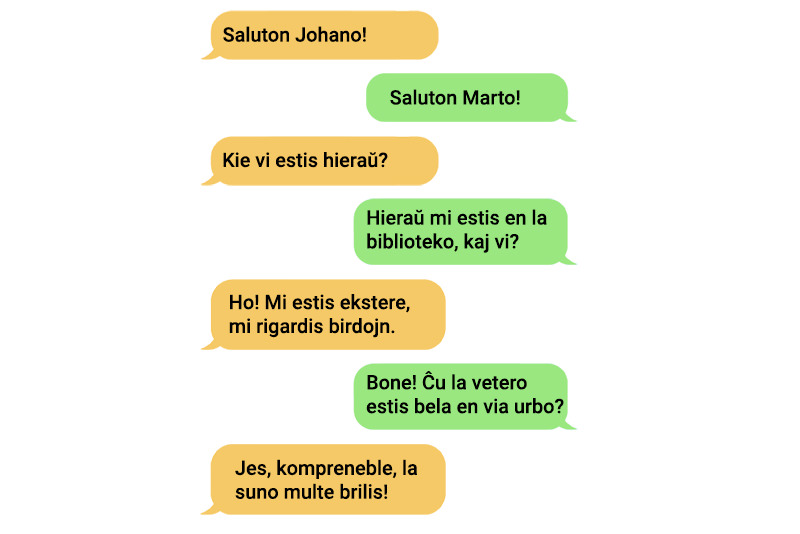 Saluton Johano!
Saluton Marto!
Kie vi estis hieraŭ?
Hieraŭ mi estis en la
biblioteko, kaj vi?
Ho! Mi estis ekstere,
mi rigardis birdojn.
Bone! Ĉu la vetero
estis bela en via urbo?
Jes, kompreneble, la
suno multe brilis!